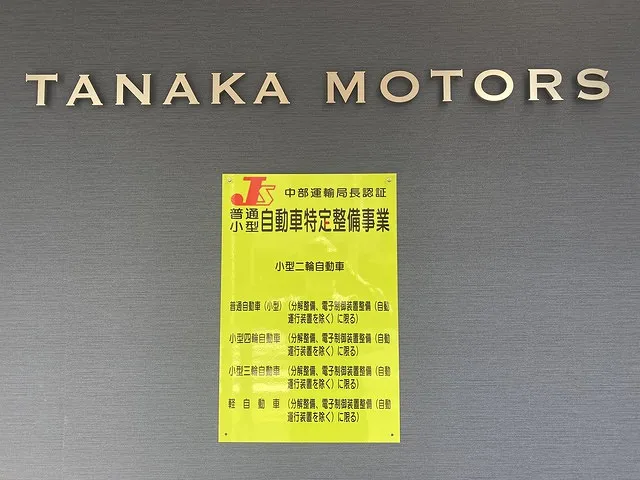 TANAKA MOTORS
JS 中部運輸局長認証
普通
小型 自動車特定整備事業
小型二輪自動車
普通自動車（小型）（分解整備、電子制御装置整備（自動
運行装置を除く）に限る）
小型四輪自動車 （分解整備、電子制御装置整備（自動
運行装置を除く）に限る）
小型三輪自動車 （分解整備、電子制御装置整備（自動
運行装置を除く）に限る）
軽自動車 （分解整備、電子制御装置整備（自動
運行装置を除く）に限る）